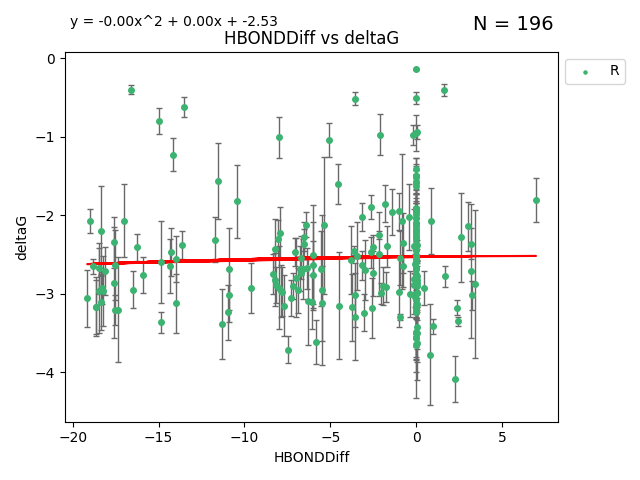 y = -0.00x^2 + 0.00x + -2.53
N = 196
HBONDDiff vs deltaG
R
0
−1
−2
−3
−4
deltaG
−20 −15 −10 −5 0 5
HBONDDiff